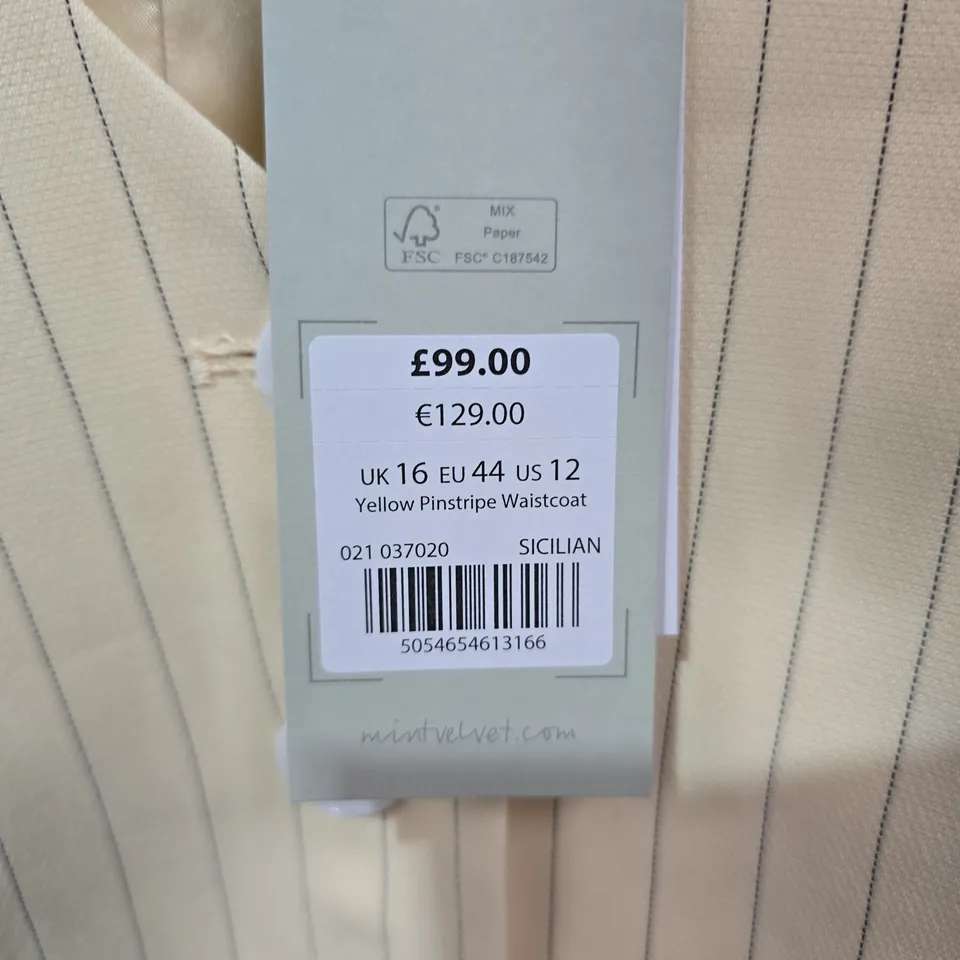 MIX
Paper
FSC
FSC® C187542
£99.00
€129.00
UK 16 EU 44 US 12
Yellow Pinstripe Waistcoat
021 037020 SICILIAN
5054654613166
mintvelvet.com